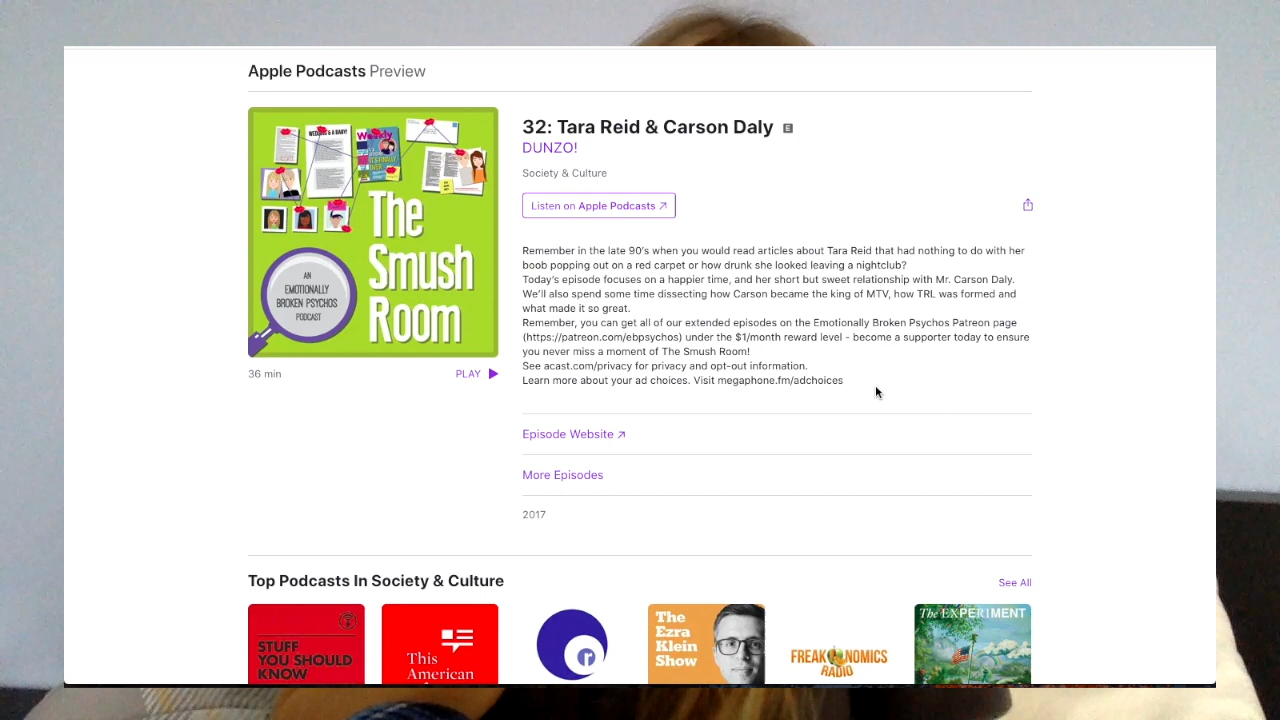 Apple Podcasts Preview
WEDDING & A BABY!
Weekly
IT'S FINALLY OVER
The
Smush
Room
AN
EMOTIONALLY
BROKEN PSYCHOS
PODCAST
36 min
PLAY
32: Tara Reid & Carson Daly E
DUNZO!
Society & Culture
Listen on Apple Podcasts ↗
Remember in the late 90's when you would read articles about Tara Reid that had nothing to do with her
boob popping out on a red carpet or how drunk she looked leaving a nightclub?
Today's episode focuses on a happier time, and her short but sweet relationship with Mr. Carson Daly.
We'll also spend some time dissecting how Carson became the king of MTV, how TRL was formed and
what made it so great.
Remember, you can get all of our extended episodes on the Emotionally Broken Psychos Patreon page
(https://patreon.com/ebpsychos) under the $1/month reward level - become a supporter today to ensure
you never miss a moment of The Smush Room!
See acast.com/privacy for privacy and opt-out information.
Learn more about your ad choices. Visit megaphone.fm/adchoices
Episode Website ↗
More Episodes
2017
Top Podcasts In Society & Culture
See All
STUFF
YOU SHOULD
KNOW
This
American
The
Ezra
Klein
Show
FREAKONOMICS
RADIO
The EXPERIMENT